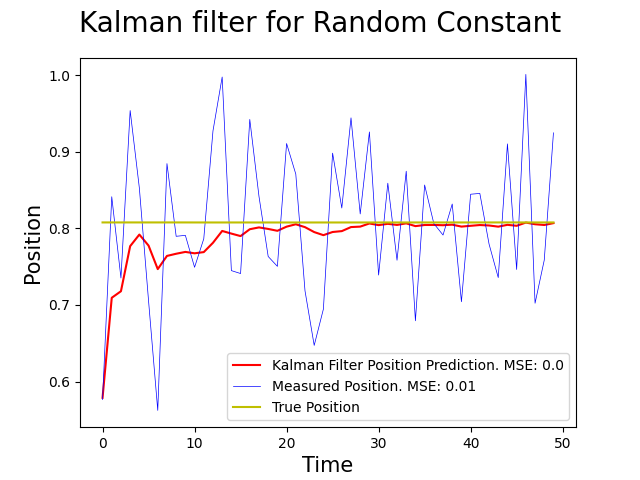 Kalman filter for Random Constant
Position
1.0
0.9
0.8
0.7
0.6
Kalman Filter Position Prediction. MSE: 0.0
Measured Position. MSE: 0.01
True Position
0 10 20 30 40 50
Time